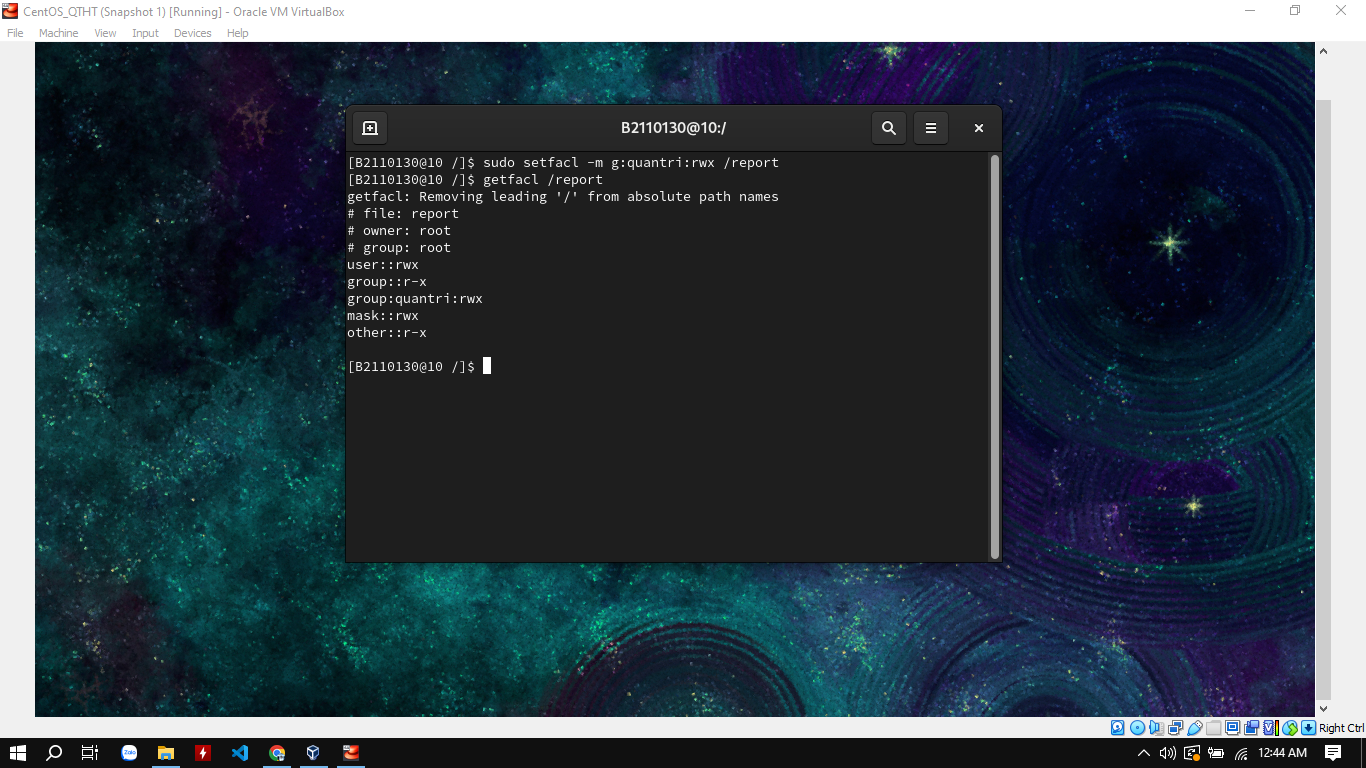 CentOS_QTHT (Snapshot 1) [Running] - Oracle VM VirtualBox
File Machine View Input Devices Help
B2110130@10:/
[B2110130@10 /]$ sudo setfacl -m g:quantri:rwx /report
[B2110130@10 /]$ getfacl /report
getfacl: Removing leading '/' from absolute path names
# file: report
# owner: root
# group: root
user::rwx
group::r-x
group:quantri:rwx
mask::rwx
other::r-x
[B2110130@10 /]$
Right Ctrl
Zalo
12:44 AM